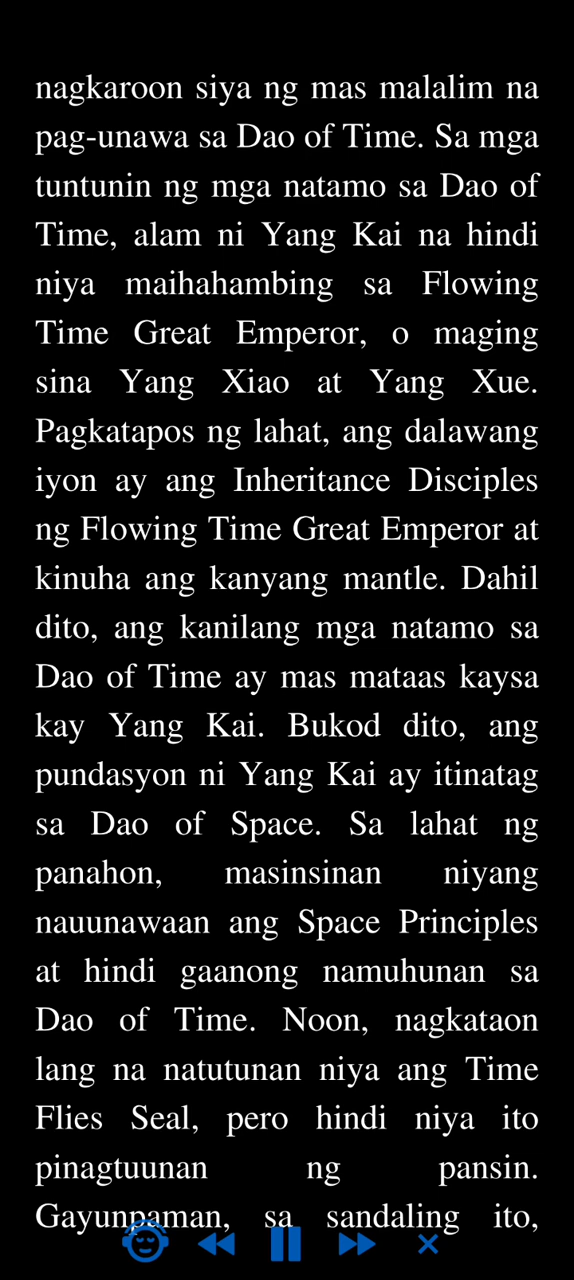 nagkaroon siya ng mas malalim na
pag-unawa sa Dao of Time. Sa mga
tuntunin ng mga natamo sa Dao of
Time, alam ni Yang Kai na hindi
niya maihahambing sa Flowing
Time Great Emperor, o maging
sina Yang Xiao at Yang Xue.
Pagkatapos ng lahat, ang dalawang
iyon ay ang Inheritance Disciples
ng Flowing Time Great Emperor at
kinuha ang kanyang mantle. Dahil
dito, ang kanilang mga natamo sa
Dao of Time ay mas mataas kaysa
kay Yang Kai. Bukod dito, ang
pundasyon ni Yang Kai ay itinatag
sa Dao of Space. Sa lahat ng
panahon, masinsinan niyang
nauunawaan ang Space Principles
at hindi gaanong namuhunan sa
Dao of Time. Noon, nagkataon
lang na natutunan niya ang Time
Flies Seal, pero hindi niya ito
pinagtuunan ng pansin.
Gayunpaman, sa sandaling ito,